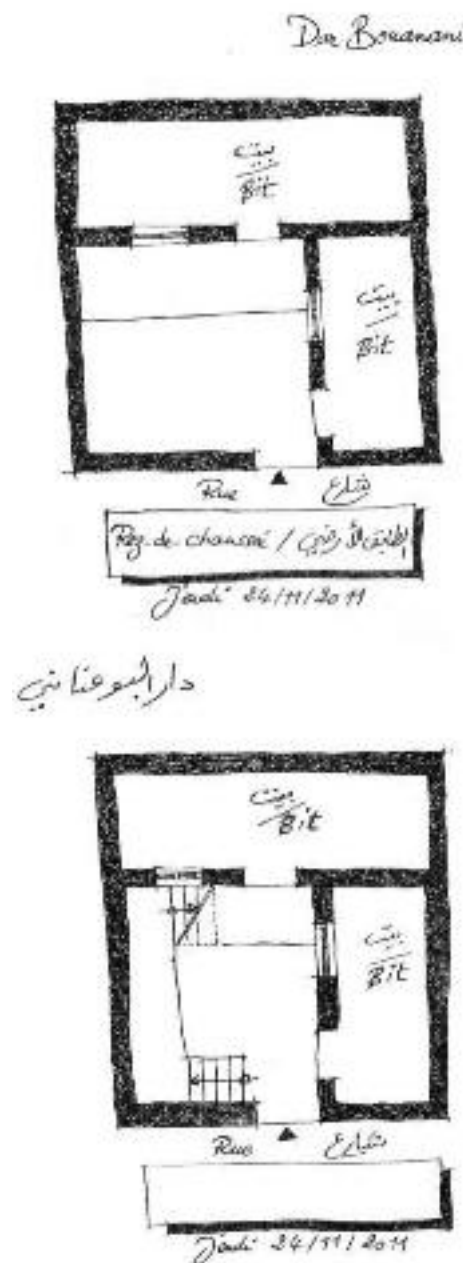 Dar Bouanani
بيت
Bit
بيت
Bit
Rue شارع
Rez-de-chaussé / الطابق الأرضي
Jeudi 24/11/2011
دار البوعناني
بيت
Bit
بيت
Bit
Rue شارع
Jeudi 24/11/2011